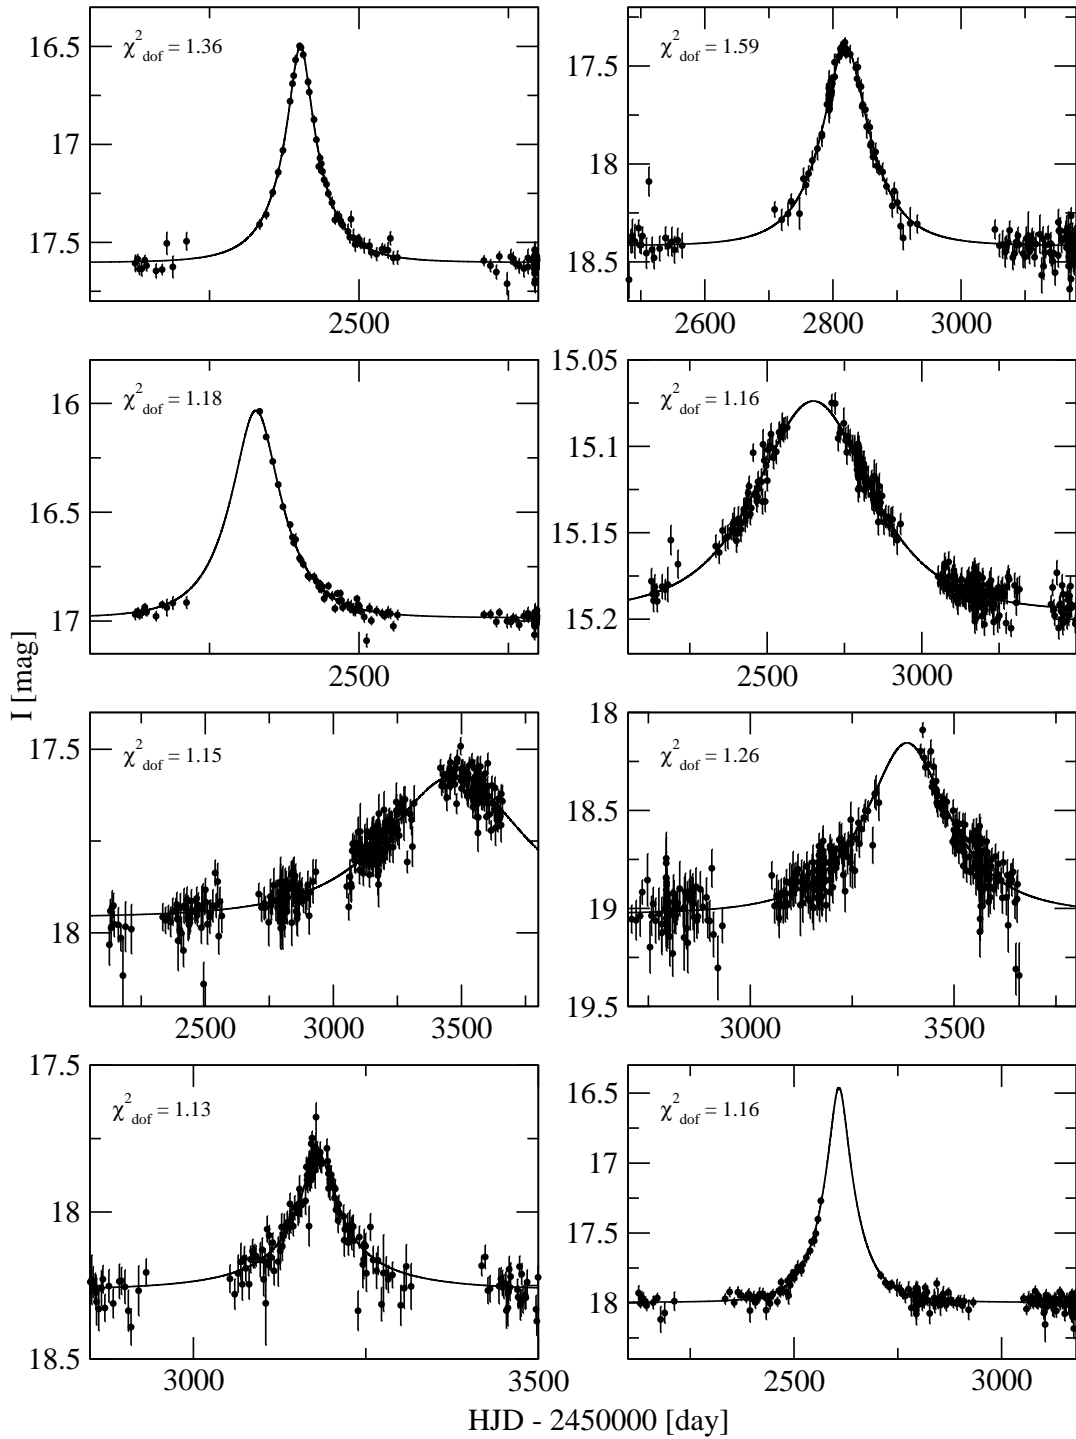 χ²dof = 1.36
16.5
17
17.5
2500
χ²dof = 1.59
17.5
18
18.5
2600 2800 3000
χ²dof = 1.18
16
16.5
17
2500
χ²dof = 1.16
15.05
15.1
15.15
15.2
2500 3000
χ²dof = 1.15
17.5
18
2500 3000 3500
χ²dof = 1.26
18
18.5
19
19.5
3000 3500
χ²dof = 1.13
17.5
18
18.5
3000 3500
χ²dof = 1.16
16.5
17
17.5
18
2500 3000
I [mag]
HJD - 2450000 [day]